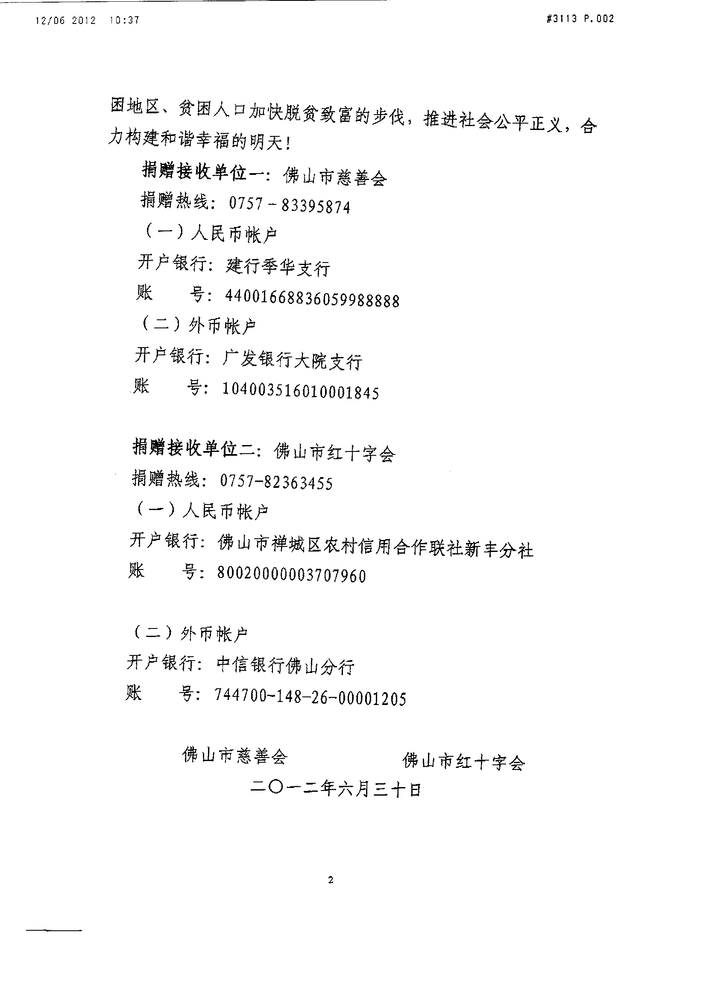 12/06 2012 10:37 #3113 P.002
困地区、贫困人口加快脱贫致富的步伐，推进社会公平正义，合
力构建和谐幸福的明天！
捐赠接收单位一：佛山市慈善会
捐赠热线：0757－83395874
（一）人民币帐户
开户银行：建行季华支行
账 号：44001668836059988888
（二）外币帐户
开户银行：广发银行大院支行
账 号：104003516010001845
捐赠接收单位二：佛山市红十字会
捐赠热线：0757-82363455
（一）人民币帐户
开户银行：佛山市禅城区农村信用合作联社新丰分社
账 号：80020000003707960
（二）外币帐户
开户银行：中信银行佛山分行
账 号：744700-148-26-00001205
佛山市慈善会 佛山市红十字会
二〇一二年六月三十日
2